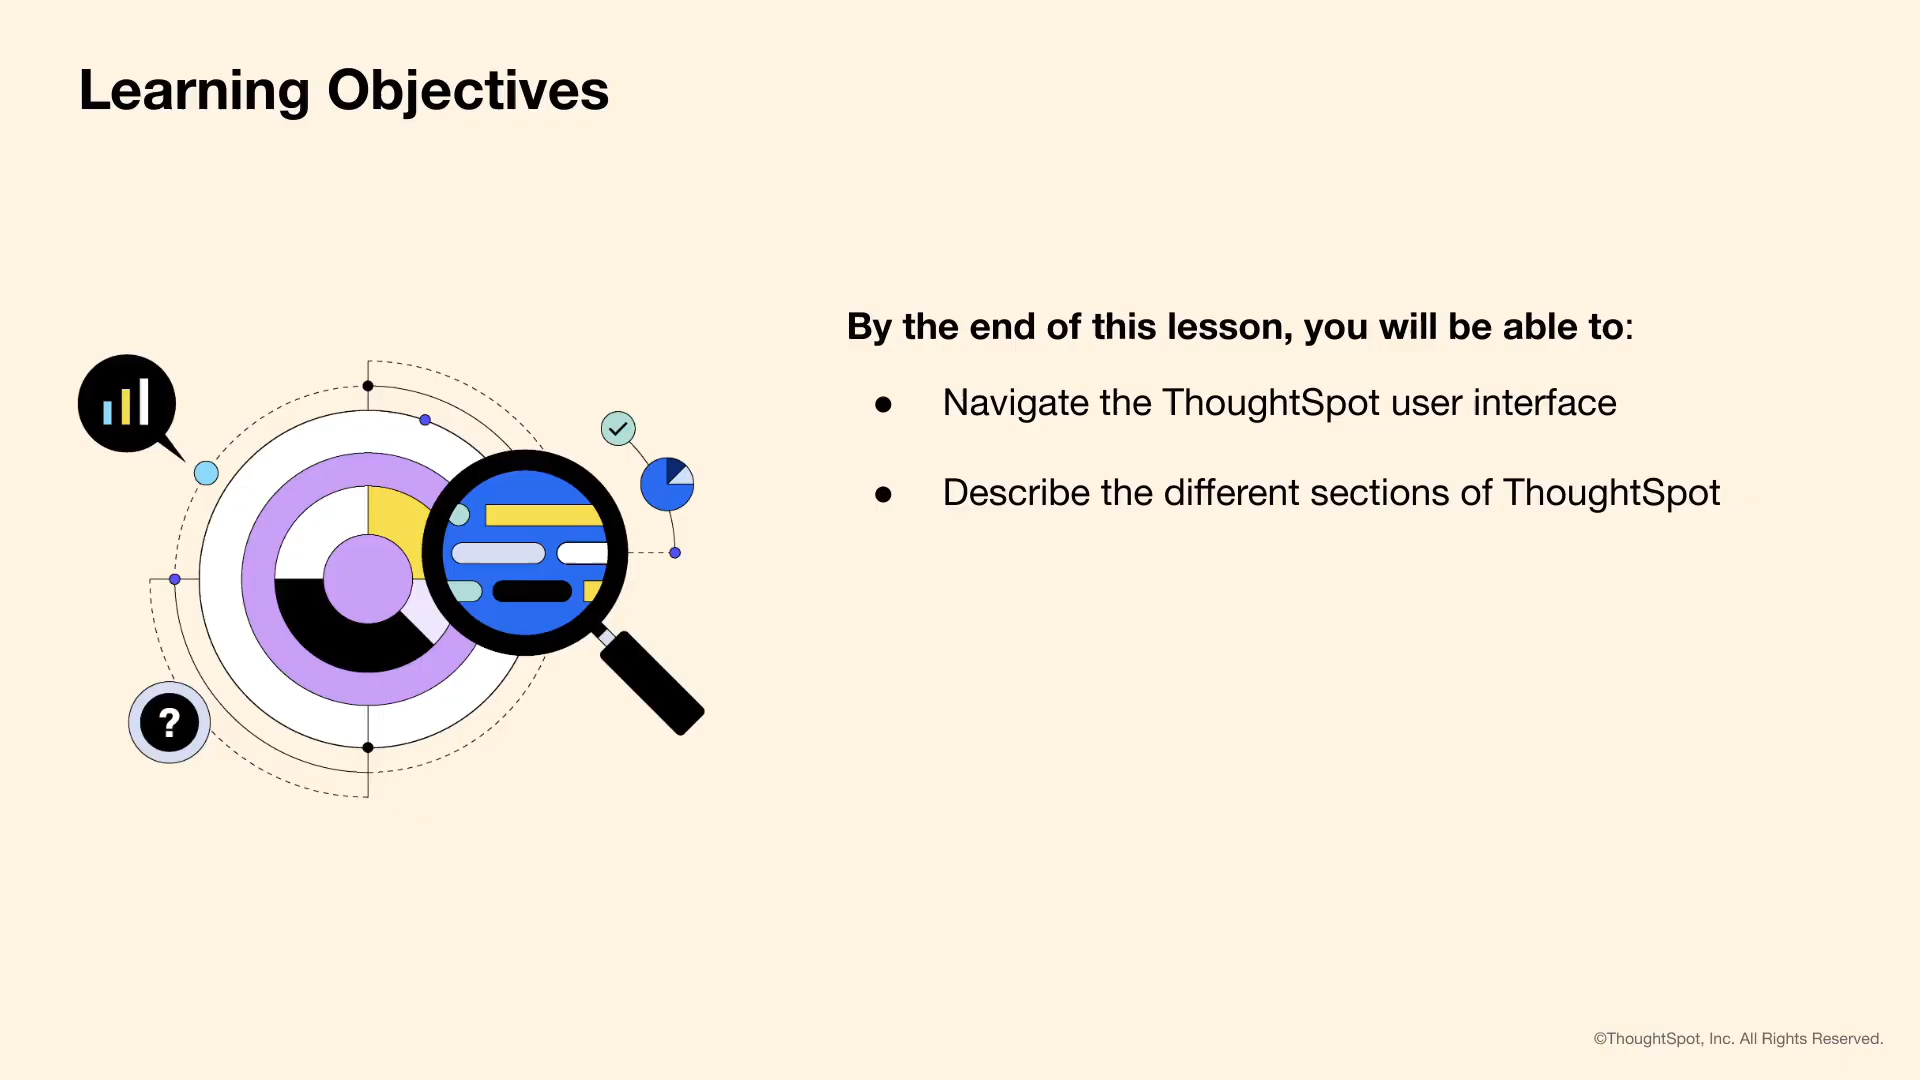 Learning Objectives
By the end of this lesson, you will be able to:
● Navigate the ThoughtSpot user interface
● Describe the different sections of ThoughtSpot
?
©ThoughtSpot, Inc. All Rights Reserved.